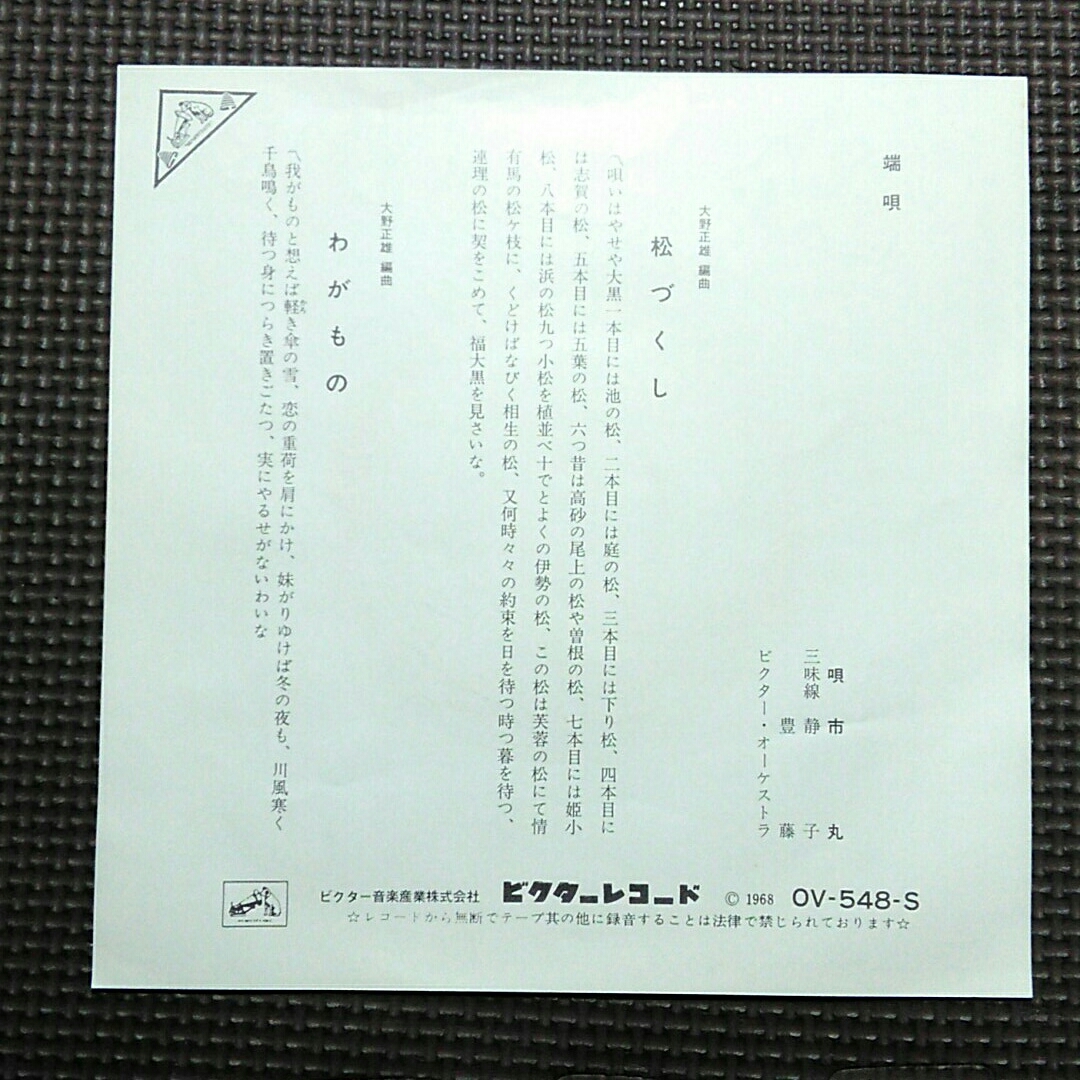 端唄
唄 市丸
三味線 静子
豊藤
ビクター・オーケストラ
大野正雄 編曲
松づくし
〽唄いはやせや大黒一本目には池の松、二本目には庭の松、三本目には下り松、四本目に
は志賀の松、五本目には五葉の松、六つ昔は高砂の尾上の松や曽根の松、七本目には姫小
松、八本目には浜の松九つ小松を植並べ十でとよくの伊勢の松、この松は芙蓉の松にて情
有馬の松ケ枝に、くどけばなびく相生の松、又何時々々の約束を日を待つ時つ暮を待つ、
連理の松に契をこめて、福大黒を見さいな。
大野正雄 編曲
わがもの
〽我がものと想えば軽き傘の雪、恋の重荷を肩にかけ、妹がりゆけば冬の夜も、川風寒く
千鳥鳴く、待つ身につらき置きごたつ、実にやるせがないわいな
ビクター音楽産業株式会社 ビクターレコード © 1968 OV-548-S
☆レコードから無断でテープ其の他に録音することは法律で禁じられております☆